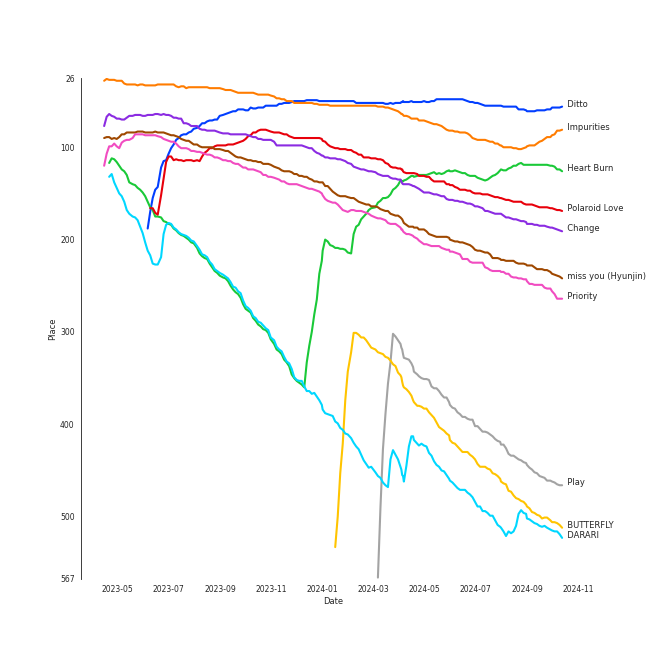 26
100
200
300
400
500
567
Place
2023-05
2023-07
2023-09
2023-11
2024-01
2024-03
2024-05
2024-07
2024-09
2024-11
Date
Ditto
Impurities
Heart Burn
Polaroid Love
Change
miss you (Hyunjin)
Priority
Play
BUTTERFLY
DARARI